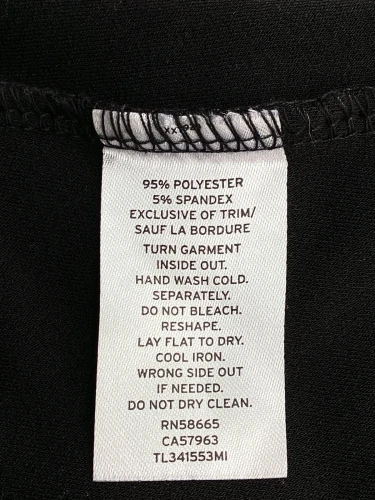 95% POLYESTER
5% SPANDEX
EXCLUSIVE OF TRIM/
SAUF LA BORDURE
TURN GARMENT
INSIDE OUT.
HAND WASH COLD.
SEPARATELY.
DO NOT BLEACH.
RESHAPE.
LAY FLAT TO DRY.
COOL IRON.
WRONG SIDE OUT
IF NEEDED.
DO NOT DRY CLEAN.
RN58665
CA57963
TL341553MI